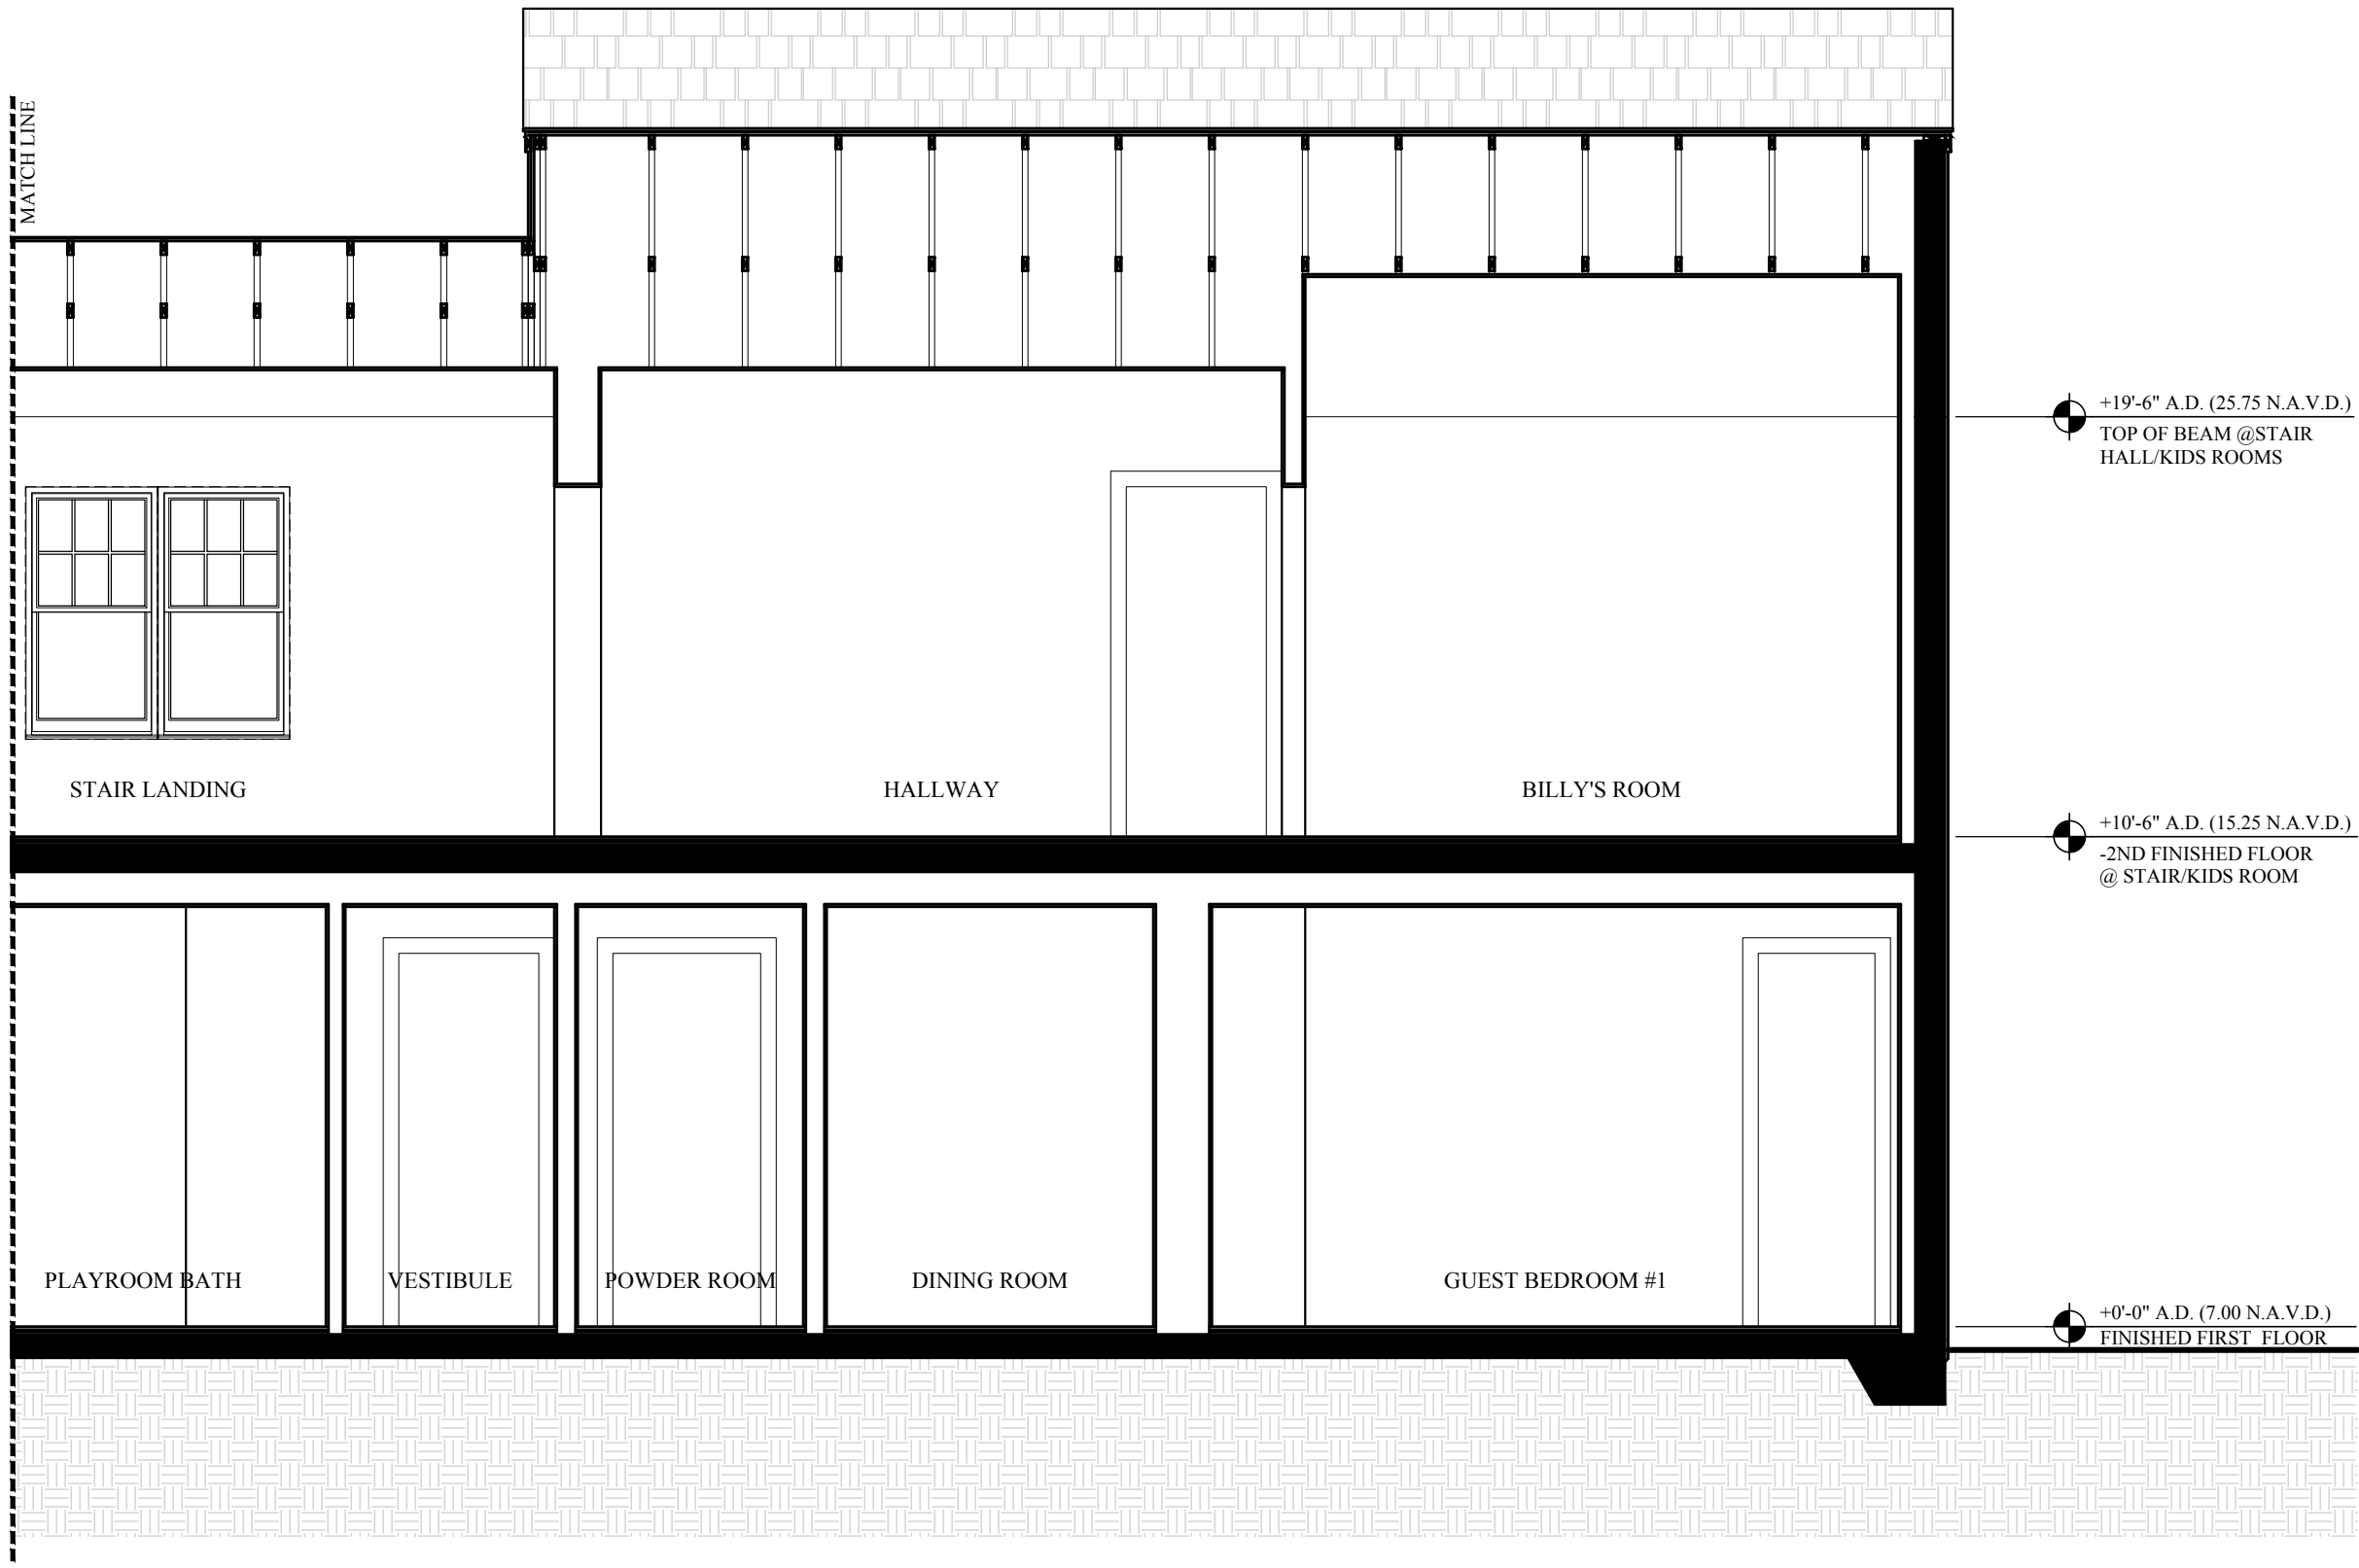 MATCH LINE
+19'-6" A.D. (25.75 N.A.V.D.)
TOP OF BEAM @STAIR
HALL/KIDS ROOMS
STAIR LANDING
HALLWAY
BILLY'S ROOM
+10'-6" A.D. (15.25 N.A.V.D.)
-2ND FINISHED FLOOR
@ STAIR/KIDS ROOM
PLAYROOM BATH
VESTIBULE
POWDER ROOM
DINING ROOM
GUEST BEDROOM #1
+0'-0" A.D. (7.00 N.A.V.D.)
FINISHED FIRST FLOOR